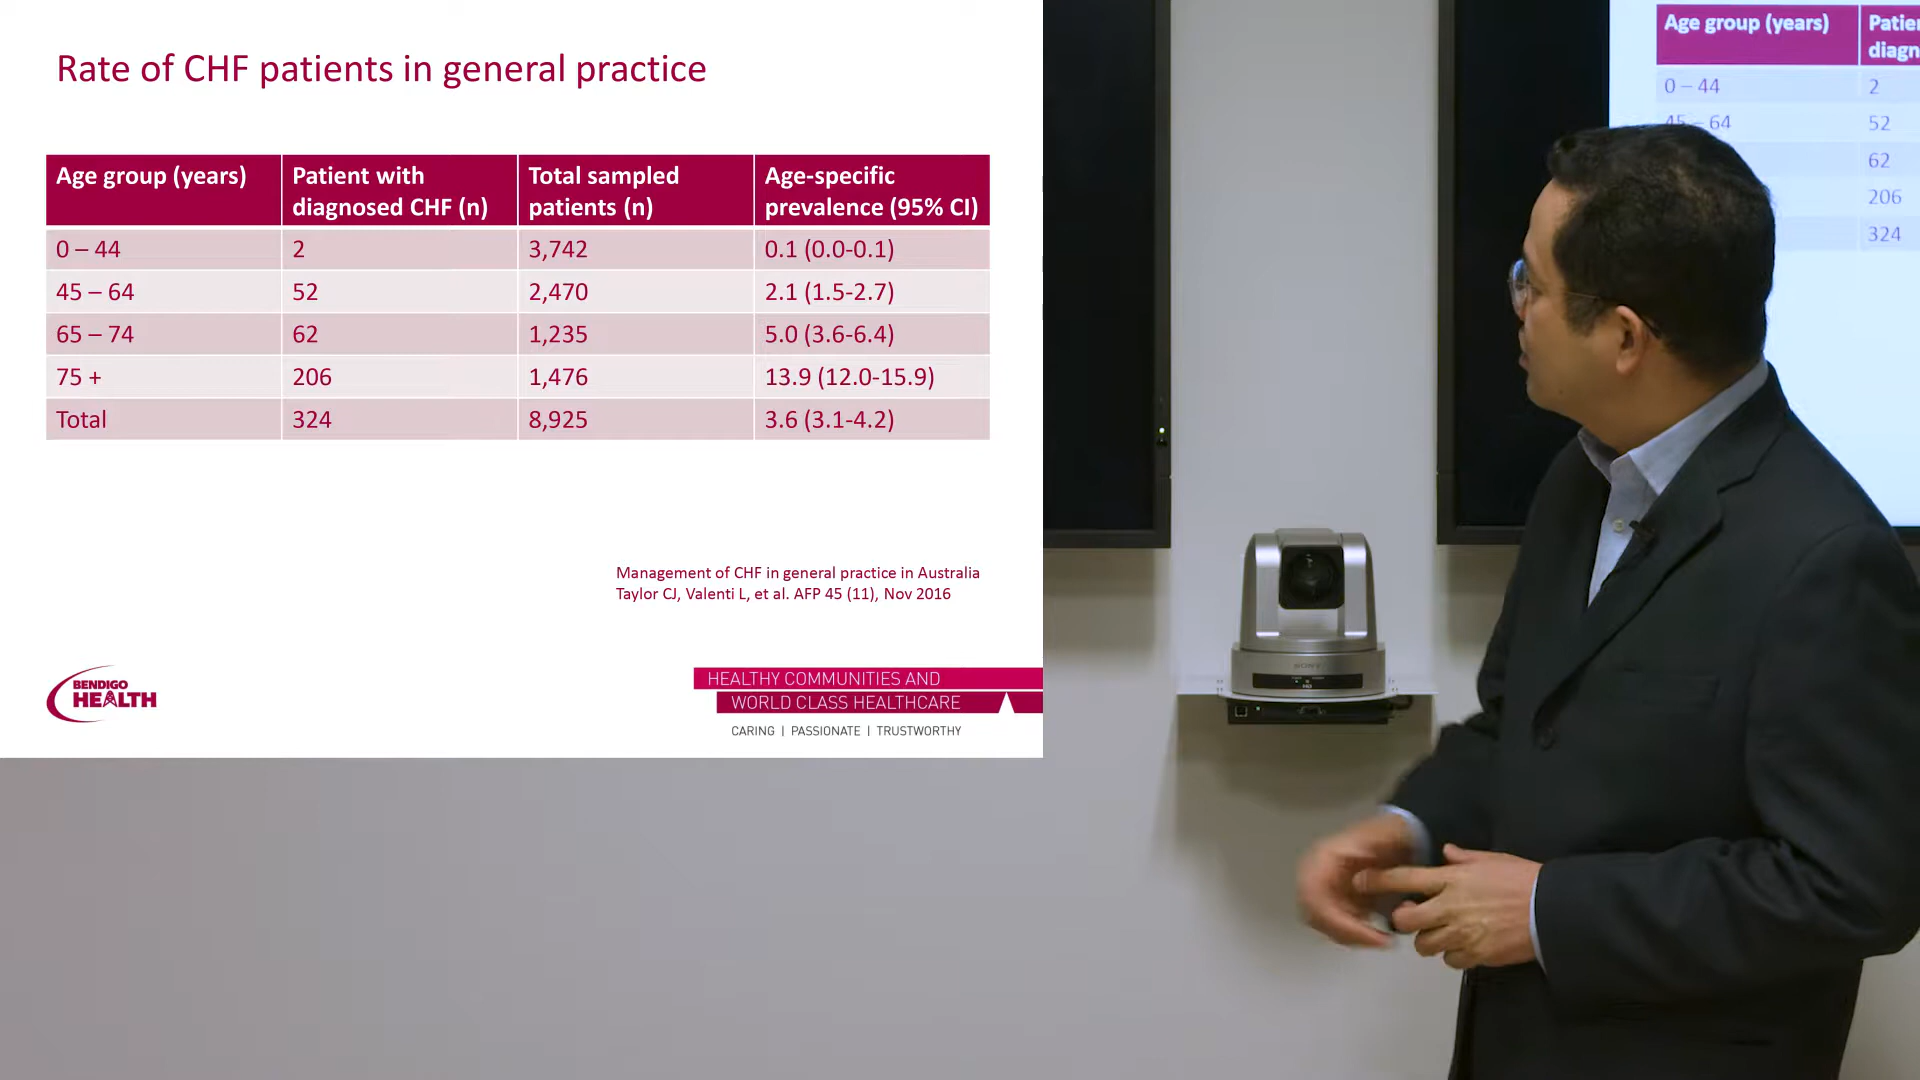 Rate of CHF patients in general practice
Age group (years) Patient with diagnosed CHF (n) Total sampled patients (n) Age-specific prevalence (95% CI)
0 – 44 2 3,742 0.1 (0.0-0.1)
45 – 64 52 2,470 2.1 (1.5-2.7)
65 – 74 62 1,235 5.0 (3.6-6.4)
75 + 206 1,476 13.9 (12.0-15.9)
Total 324 8,925 3.6 (3.1-4.2)
Management of CHF in general practice in Australia
Taylor CJ, Valenti L, et al. AFP 45 (11), Nov 2016
BENDIGO
HEALTH
HEALTHY COMMUNITIES AND
WORLD CLASS HEALTHCARE
CARING | PASSIONATE | TRUSTWORTHY
Age group (years)
0 – 44 2
45 – 64 52
62
206
324
SONY